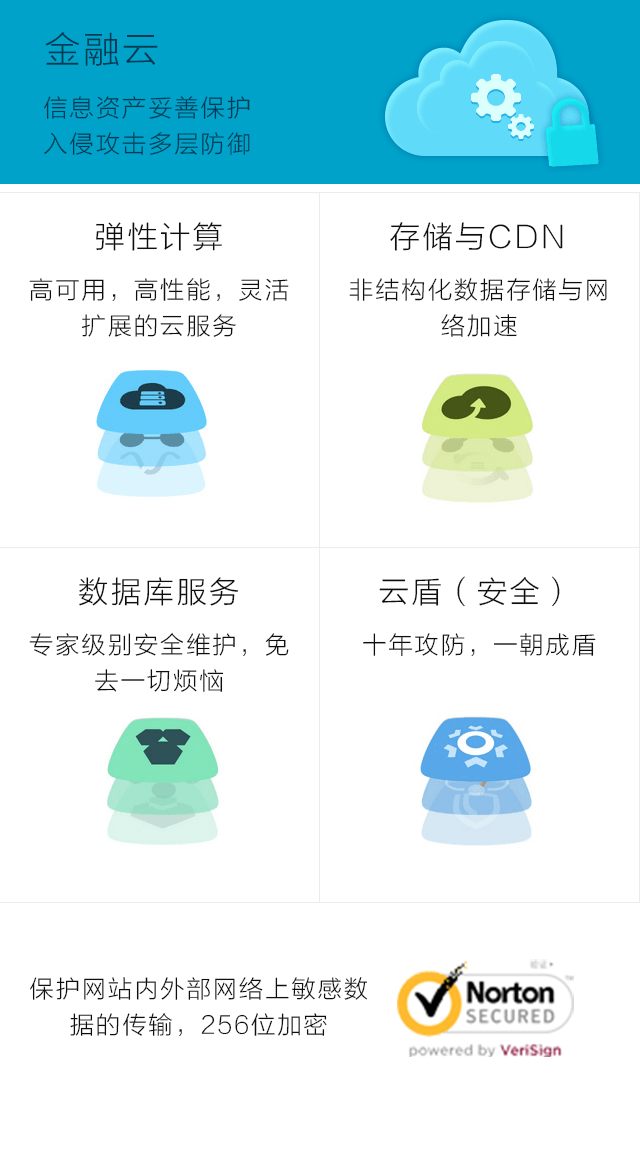 金融云
信息资产妥善保护
入侵攻击多层防御
弹性计算
高可用，高性能，灵活
扩展的云服务
存储与CDN
非结构化数据存储与网
络加速
数据库服务
专家级别安全维护，免
去一切烦恼
云盾（安全）
十年攻防，一朝成盾
保护网站内外部网络上敏感数
据的传输，256位加密
Norton
SECURED
powered by VeriSign